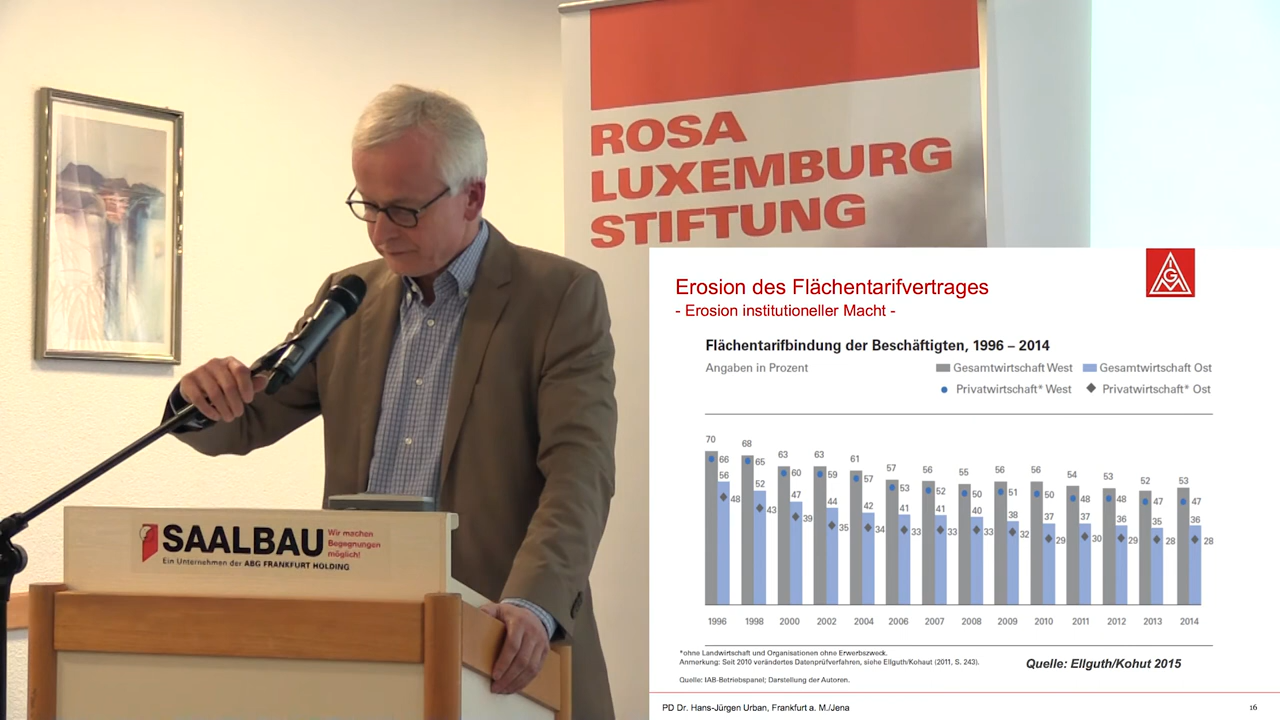 ROSA
LUXEMBURG
STIFTUNG
SAALBAU
Wir machen
Begegnungen
möglich!
Ein Unternehmen der ABG FRANKFURT HOLDING
Erosion des Flächentarifvertrages
- Erosion institutioneller Macht -
Flächentarifbindung der Beschäftigten, 1996 – 2014
Angaben in Prozent
Gesamtwirtschaft West Gesamtwirtschaft Ost
Privatwirtschaft* West Privatwirtschaft* Ost
70 68 63 63 61 57 56 55 56 56 54 53 52 53
66 65 60 59 57 53 52 50 51 50 48 48 47 47
56 52 47 44 42 41 41 40 38 37 37 36 35 36
48 43 39 35 34 33 33 33 32 29 30 29 28 28
1996 1998 2000 2002 2004 2006 2007 2008 2009 2010 2011 2012 2013 2014
*ohne Landwirtschaft und Organisationen ohne Erwerbszweck.
Anmerkung: Seit 2010 verändertes Datenprüfverfahren, siehe Ellguth/Kohaut (2011, S. 243).
Quelle: Ellguth/Kohut 2015
Quelle: IAB-Betriebspanel; Darstellung der Autoren.
PD Dr. Hans-Jürgen Urban, Frankfurt a. M./Jena 16